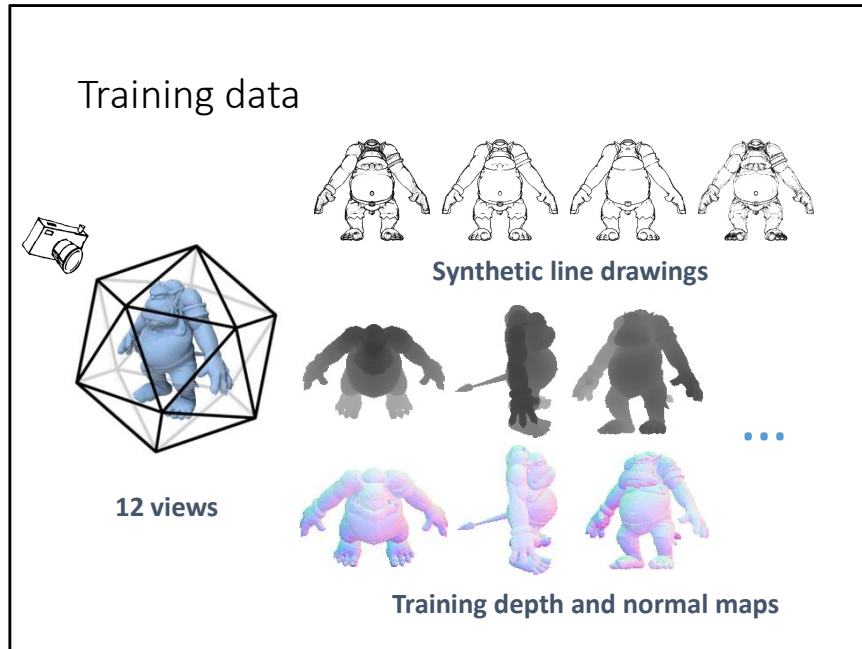 Training data
Synthetic line drawings
...
12 views
Training depth and normal maps